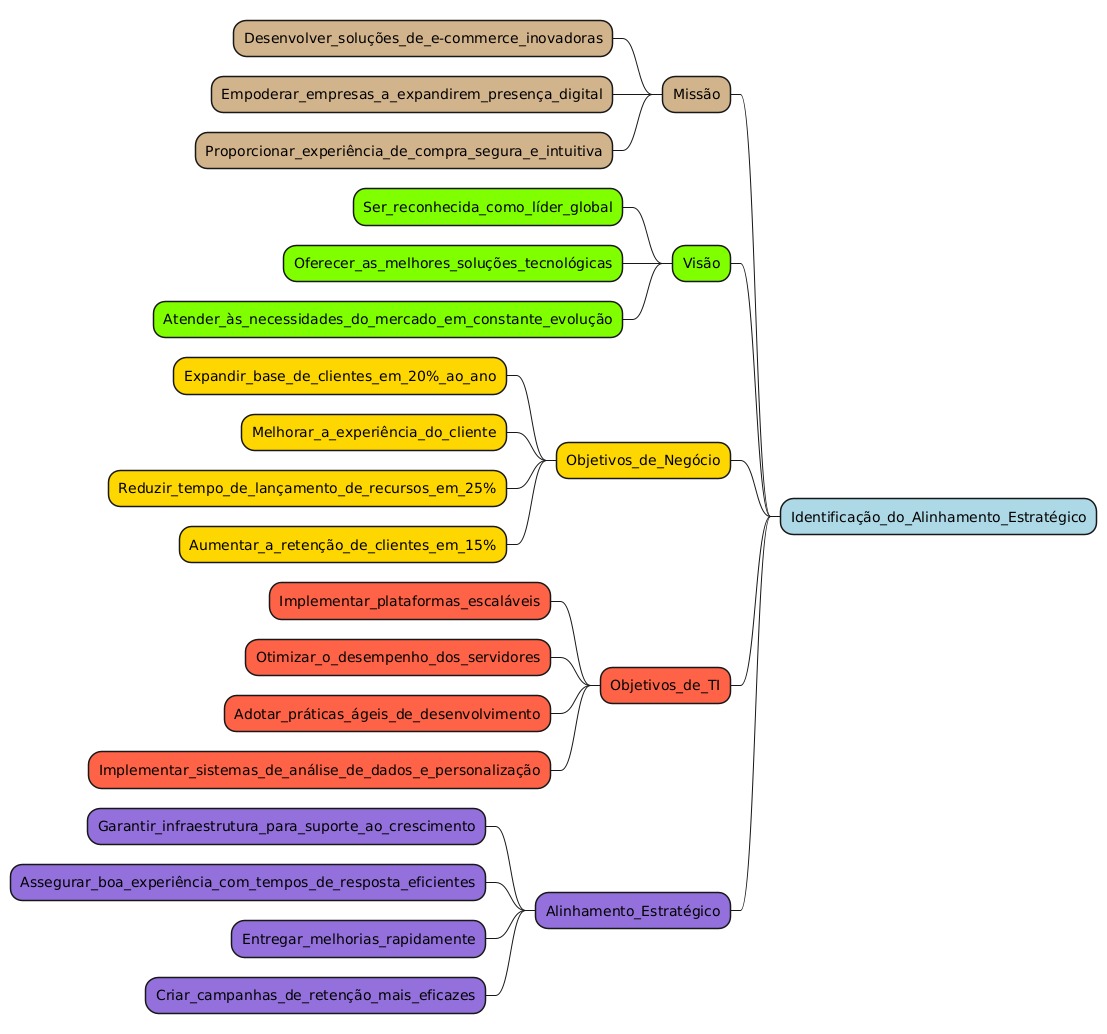 Desenvolver_soluções_de_e-commerce_inovadoras
Empoderar_empresas_a_expandirem_presença_digital
Missão
Proporcionar_experiência_de_compra_segura_e_intuitiva
Ser_reconhecida_como_líder_global
Oferecer_as_melhores_soluções_tecnológicas
Visão
Atender_às_necessidades_do_mercado_em_constante_evolução
Expandir_base_de_clientes_em_20%_ao_ano
Melhorar_a_experiência_do_cliente
Objetivos_de_Negócio
Reduzir_tempo_de_lançamento_de_recursos_em_25%
Aumentar_a_retenção_de_clientes_em_15%
Identificação_do_Alinhamento_Estratégico
Implementar_plataformas_escaláveis
Otimizar_o_desempenho_dos_servidores
Objetivos_de_TI
Adotar_práticas_ágeis_de_desenvolvimento
Implementar_sistemas_de_análise_de_dados_e_personalização
Garantir_infraestrutura_para_suporte_ao_crescimento
Assegurar_boa_experiência_com_tempos_de_resposta_eficientes
Alinhamento_Estratégico
Entregar_melhorias_rapidamente
Criar_campanhas_de_retenção_mais_eficazes